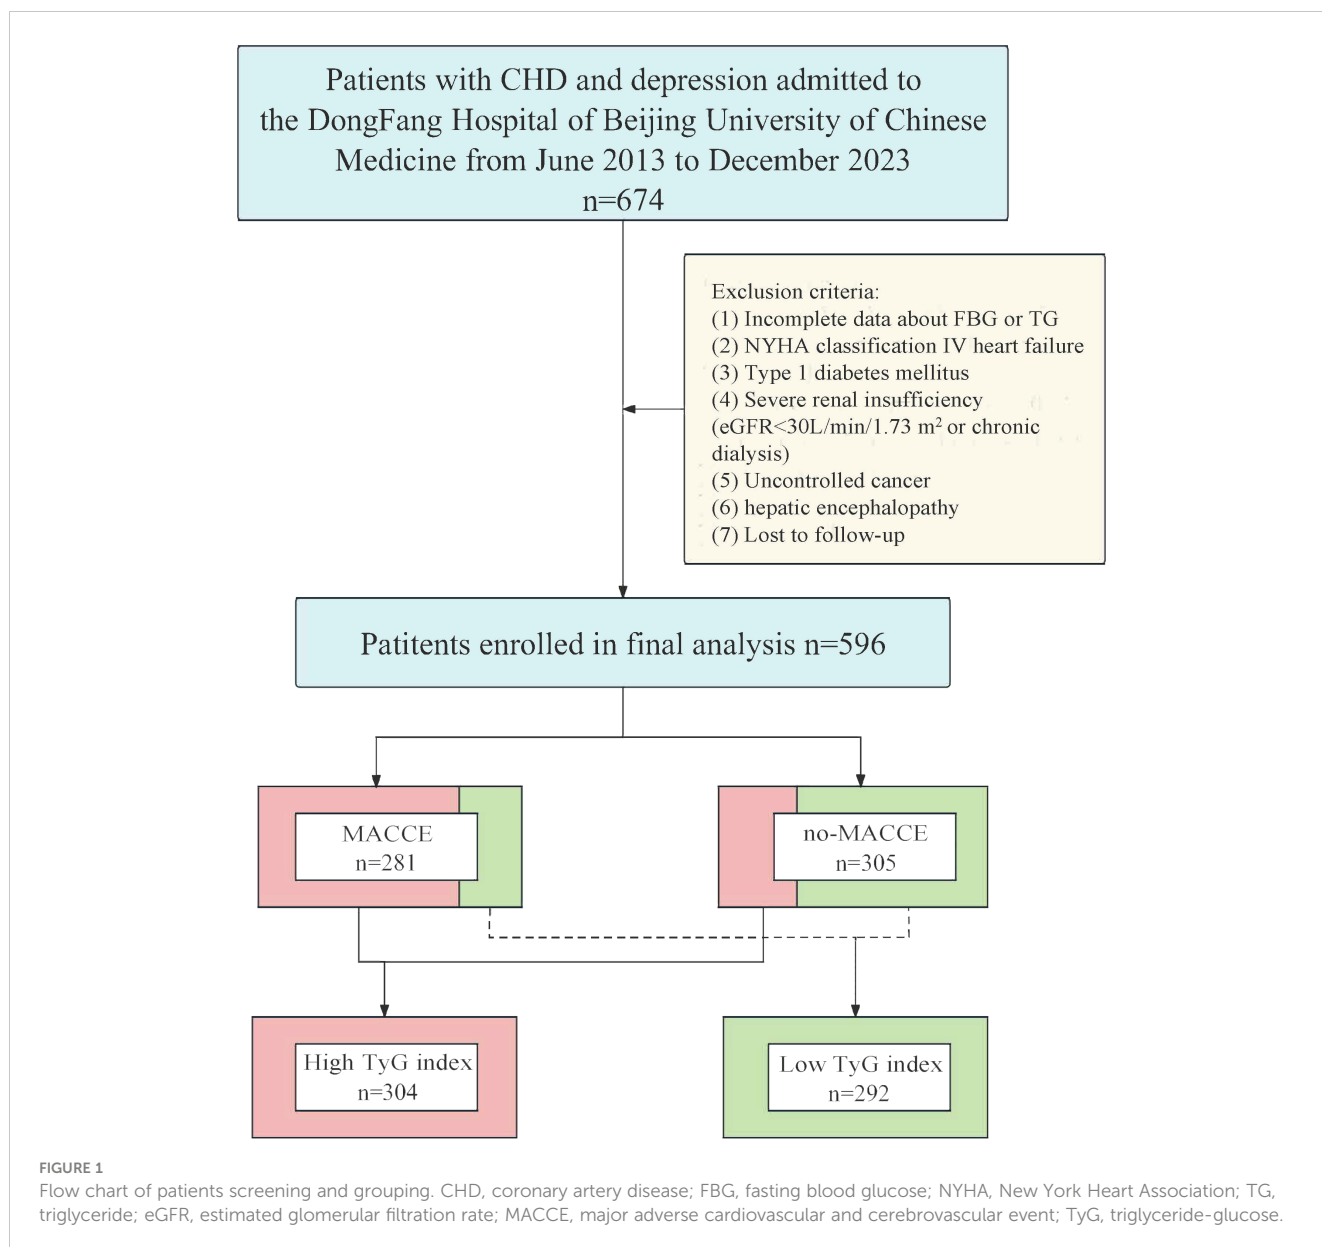 Patients with CHD and depression admitted to
the DongFang Hospital of Beijing University of Chinese
Medicine from June 2013 to December 2023
n=674
Exclusion criteria:
(1) Incomplete data about FBG or TG
(2) NYHA classification IV heart failure
(3) Type 1 diabetes mellitus
(4) Severe renal insufficiency
(eGFR<30L/min/1.73 m² or chronic
dialysis)
(5) Uncontrolled cancer
(6) hepatic encephalopathy
(7) Lost to follow-up
Patitents enrolled in final analysis n=596
MACCE
n=281
no-MACCE
n=305
High TyG index
n=304
Low TyG index
n=292
FIGURE 1
Flow chart of patients screening and grouping. CHD, coronary artery disease; FBG, fasting blood glucose; NYHA, New York Heart Association; TG,
triglyceride; eGFR, estimated glomerular filtration rate; MACCE, major adverse cardiovascular and cerebrovascular event; TyG, triglyceride-glucose.